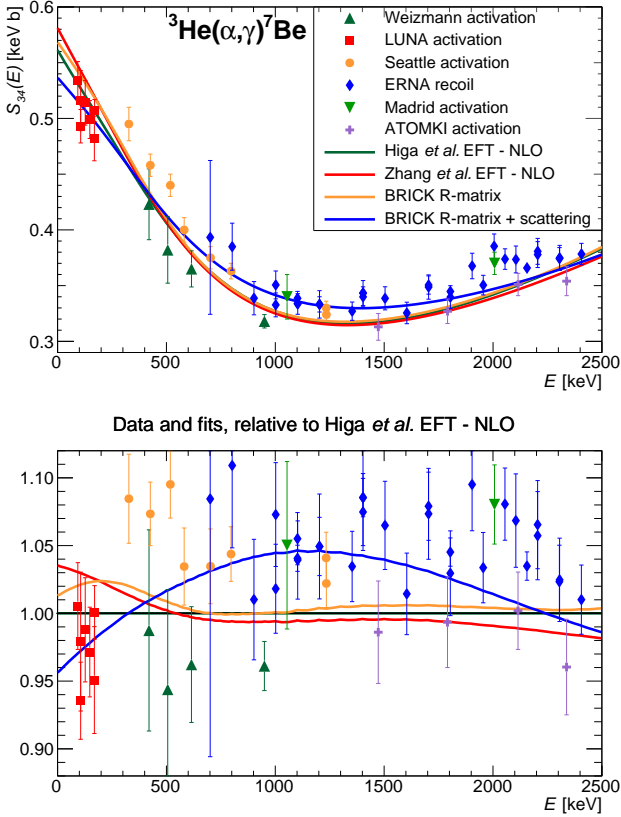 ³He(α,γ)⁷Be
Weizmann activation
LUNA activation
Seattle activation
ERNA recoil
Madrid activation
ATOMKI activation
Higa et al. EFT - NLO
Zhang et al. EFT - NLO
BRICK R-matrix
BRICK R-matrix + scattering
S₃₄(E) [keV b]
0.6
0.5
0.4
0.3
0 500 1000 1500 2000 2500
E [keV]
Data and fits, relative to Higa et al. EFT - NLO
1.10
1.05
1.00
0.95
0.90
0 500 1000 1500 2000 2500
E [keV]